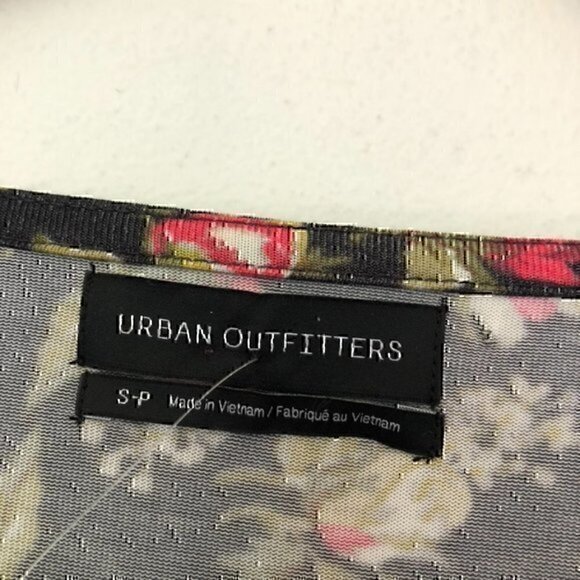 URBAN OUTFITTERS
S-P Made in Vietnam / Fabriqué au Vietnam